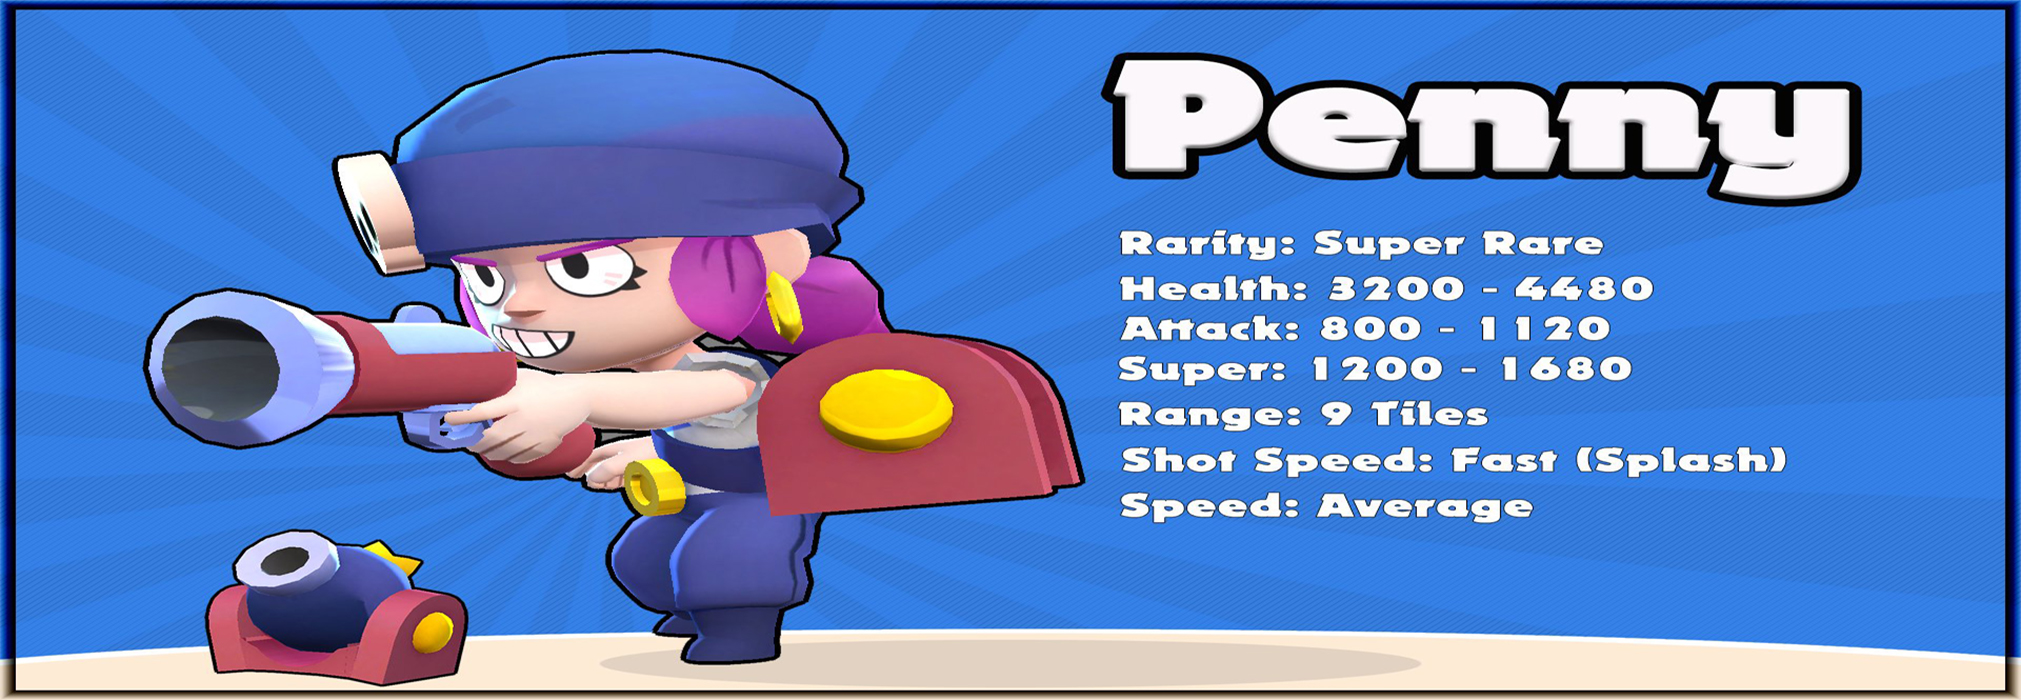 Penny
Rarity: Super Rare
Health: 3200 - 4480
Attack: 800 - 1120
Super: 1200 - 1680
Range: 9 Tiles
Shot Speed: Fast (Splash)
Speed: Average